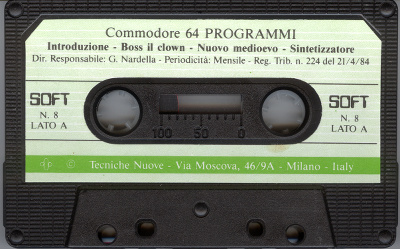 Commodore 64 PROGRAMMI
Introduzione - Boss il clown - Nuovo medioevo - Sintetizzatore
Dir. Responsabile: G. Nardella - Periodicità: Mensile - Reg. Trib. n. 224 del 21/4/84
SOFT
N. 8
LATO A
100 50 0
SOFT
N. 8
LATO A
Tecniche Nuove - Via Moscova, 46/9A - Milano - Italy